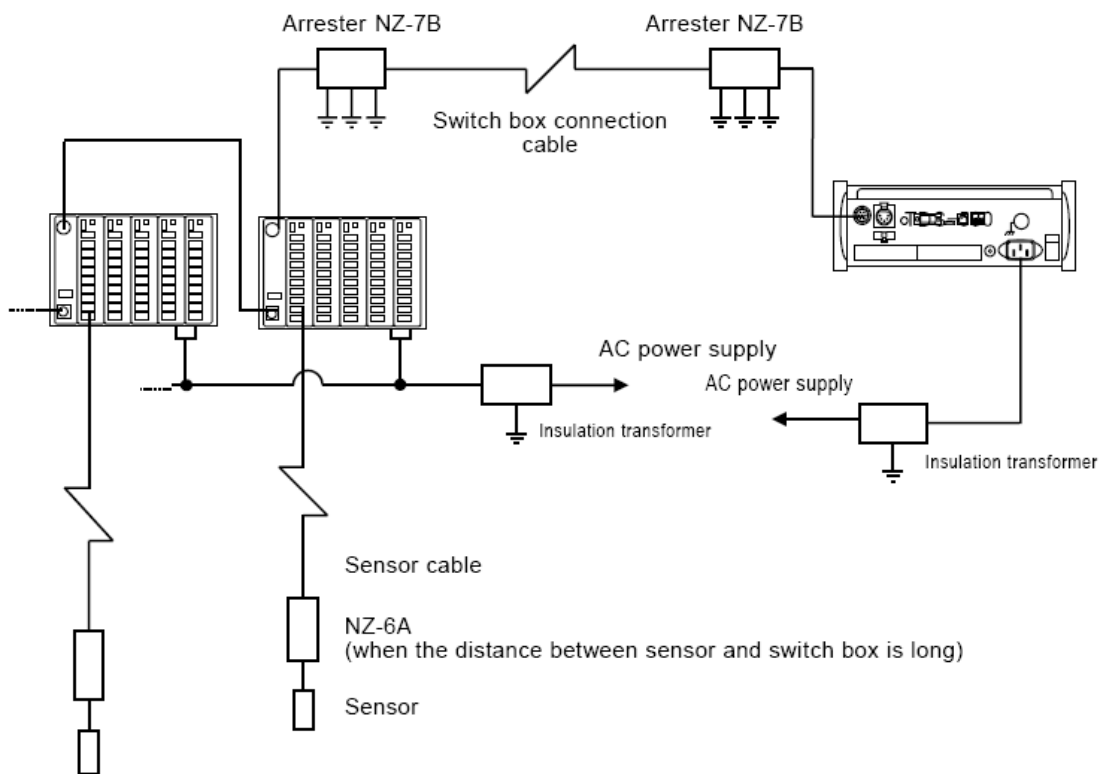 Arrester NZ-7B
Arrester NZ-7B
Switch box connection
cable
AC power supply
AC power supply
Insulation transformer
Insulation transformer
Sensor cable
NZ-6A
(when the distance between sensor and switch box is long)
Sensor